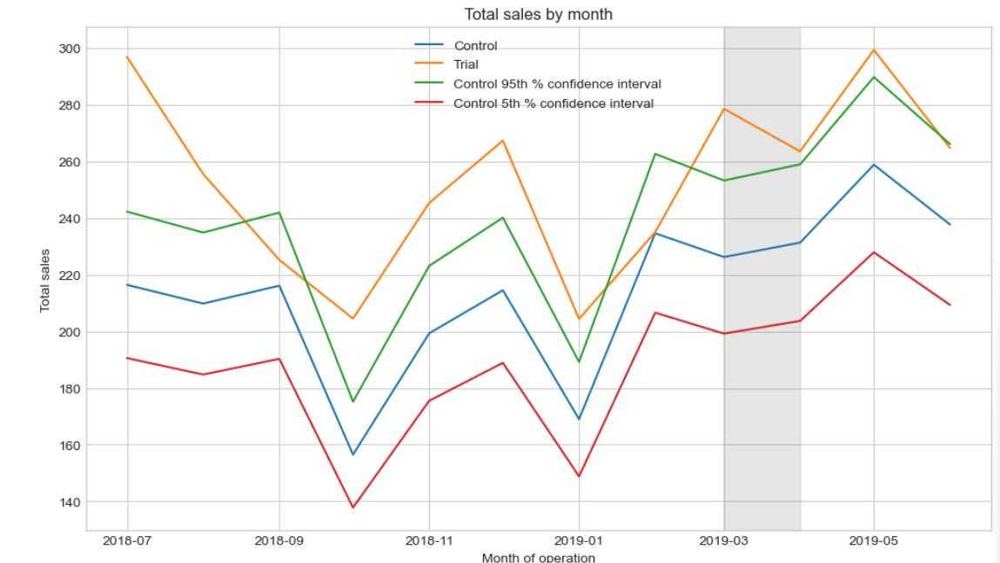 Total sales by month
Control
Trial
Control 95th % confidence interval
Control 5th % confidence interval
300
280
260
240
220
200
180
160
140
Total sales
2018-07
2018-09
2018-11
2019-01
2019-03
2019-05
Month of operation